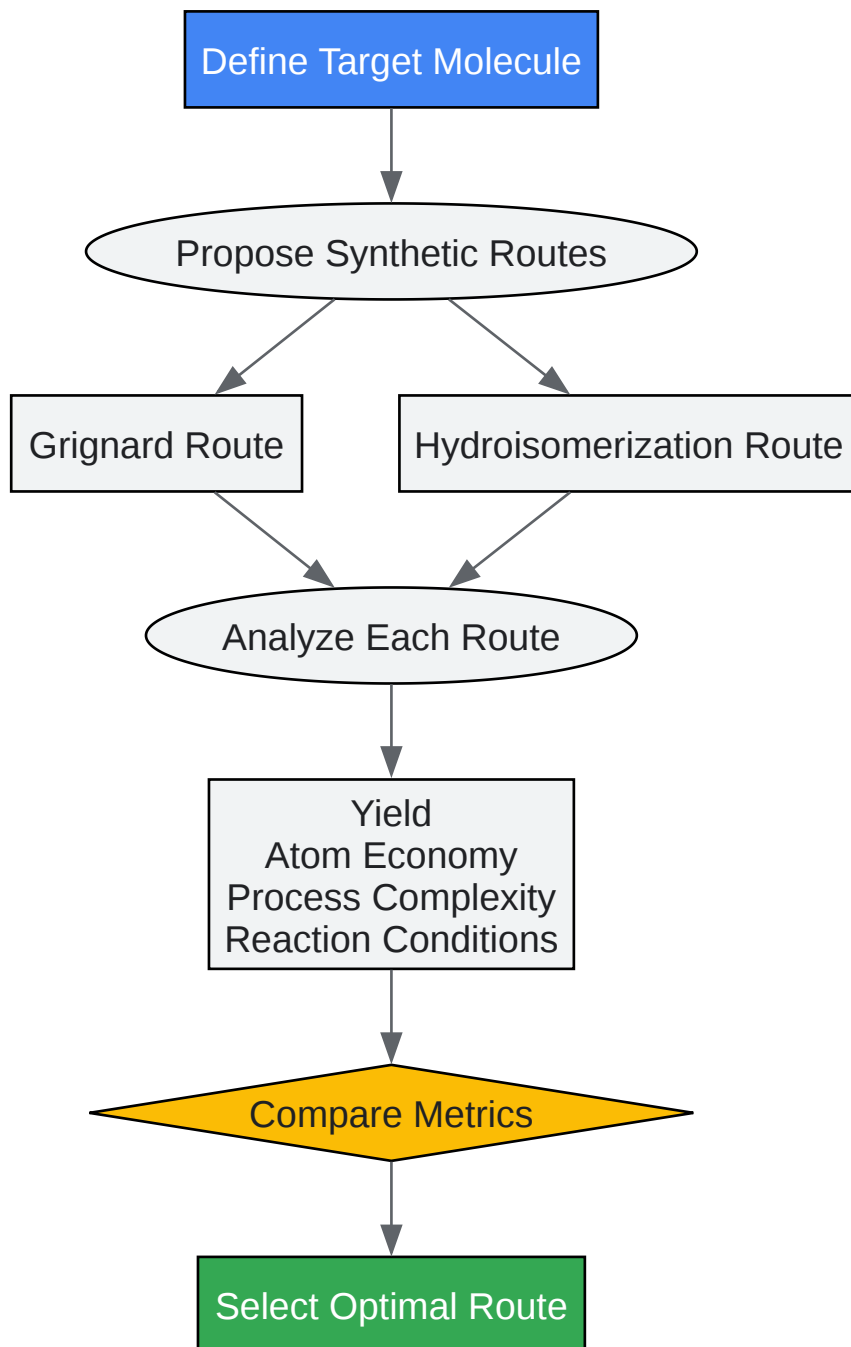 Define Target Molecule
Propose Synthetic Routes
Grignard Route
Hydroisomerization Route
Analyze Each Route
Yield
Atom Economy
Process Complexity
Reaction Conditions
Compare Metrics
Select Optimal Route